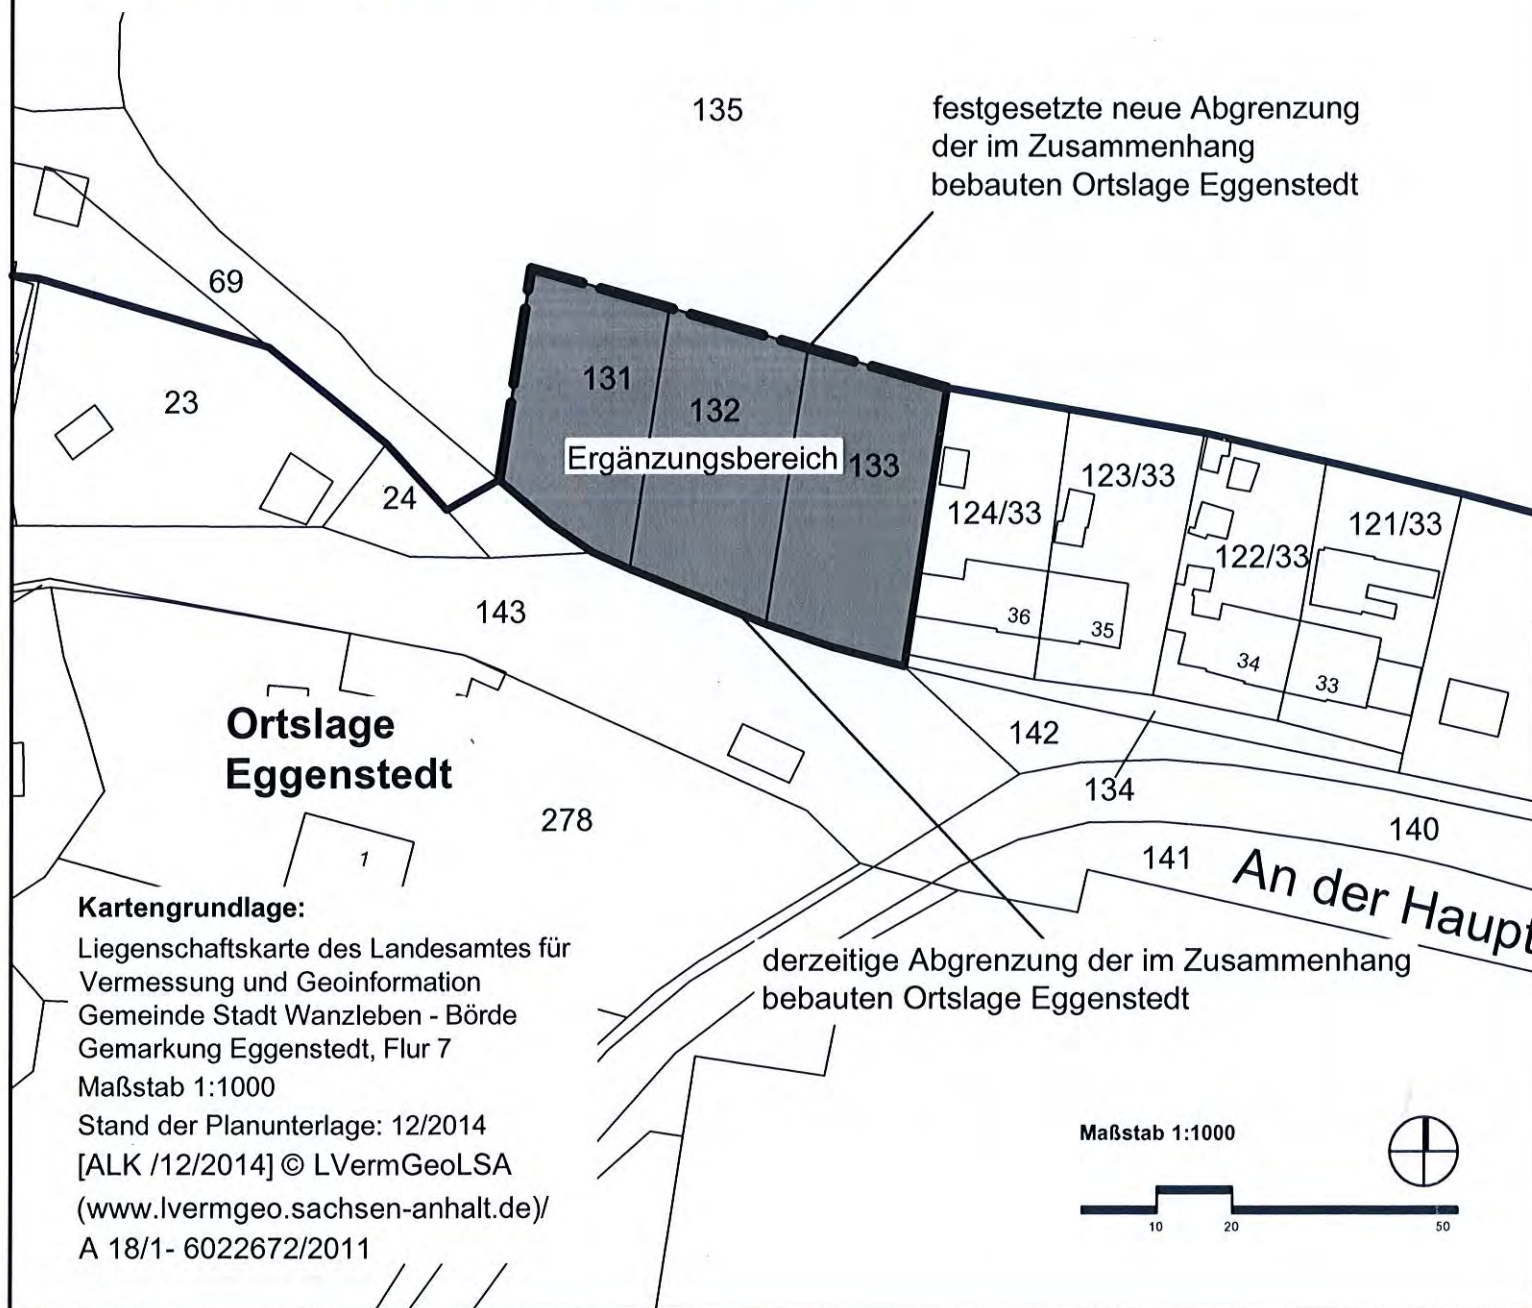 135
festgesetzte neue Abgrenzung
der im Zusammenhang
bebauten Ortslage Eggenstedt
69
23
131
132
Ergänzungsbereich
133
24
124/33
123/33
122/33
121/33
143
36
35
34
33
Ortslage
Eggenstedt
142
134
278
140
141
An der Haupt
1
Kartengrundlage:
Liegenschaftskarte des Landesamtes für
Vermessung und Geoinformation
Gemeinde Stadt Wanzleben - Börde
Gemarkung Eggenstedt, Flur 7
Maßstab 1:1000
Stand der Planunterlage: 12/2014
[ALK /12/2014] © LVermGeoLSA
(www.lvermgeo.sachsen-anhalt.de)/
A 18/1- 6022672/2011
derzeitige Abgrenzung der im Zusammenhang
bebauten Ortslage Eggenstedt
Maßstab 1:1000
10 20 50